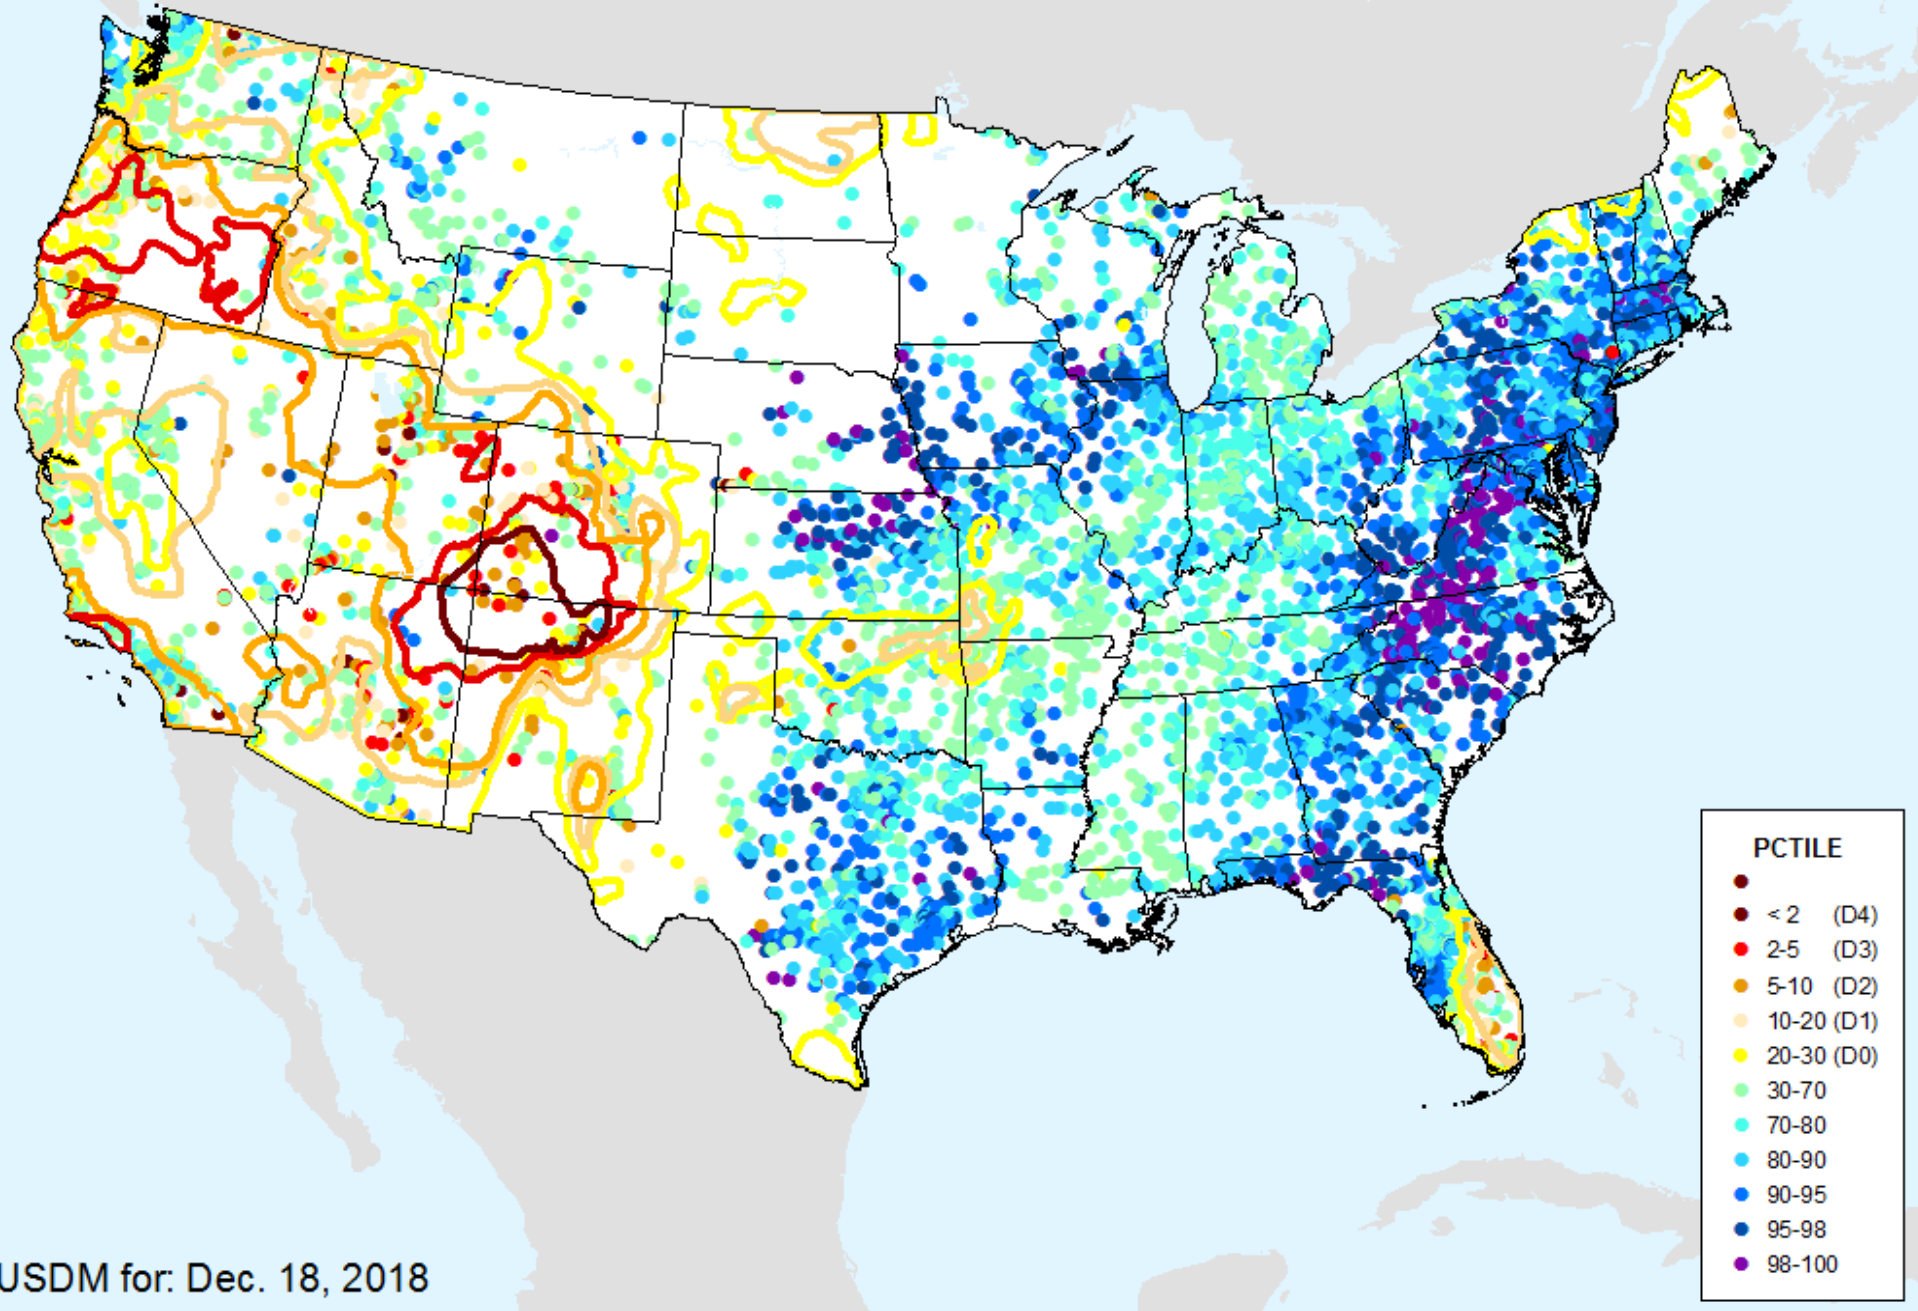 PCTILE
< 2 (D4)
2-5 (D3)
5-10 (D2)
10-20 (D1)
20-30 (D0)
30-70
70-80
80-90
90-95
95-98
98-100
USDM for: Dec. 18, 2018